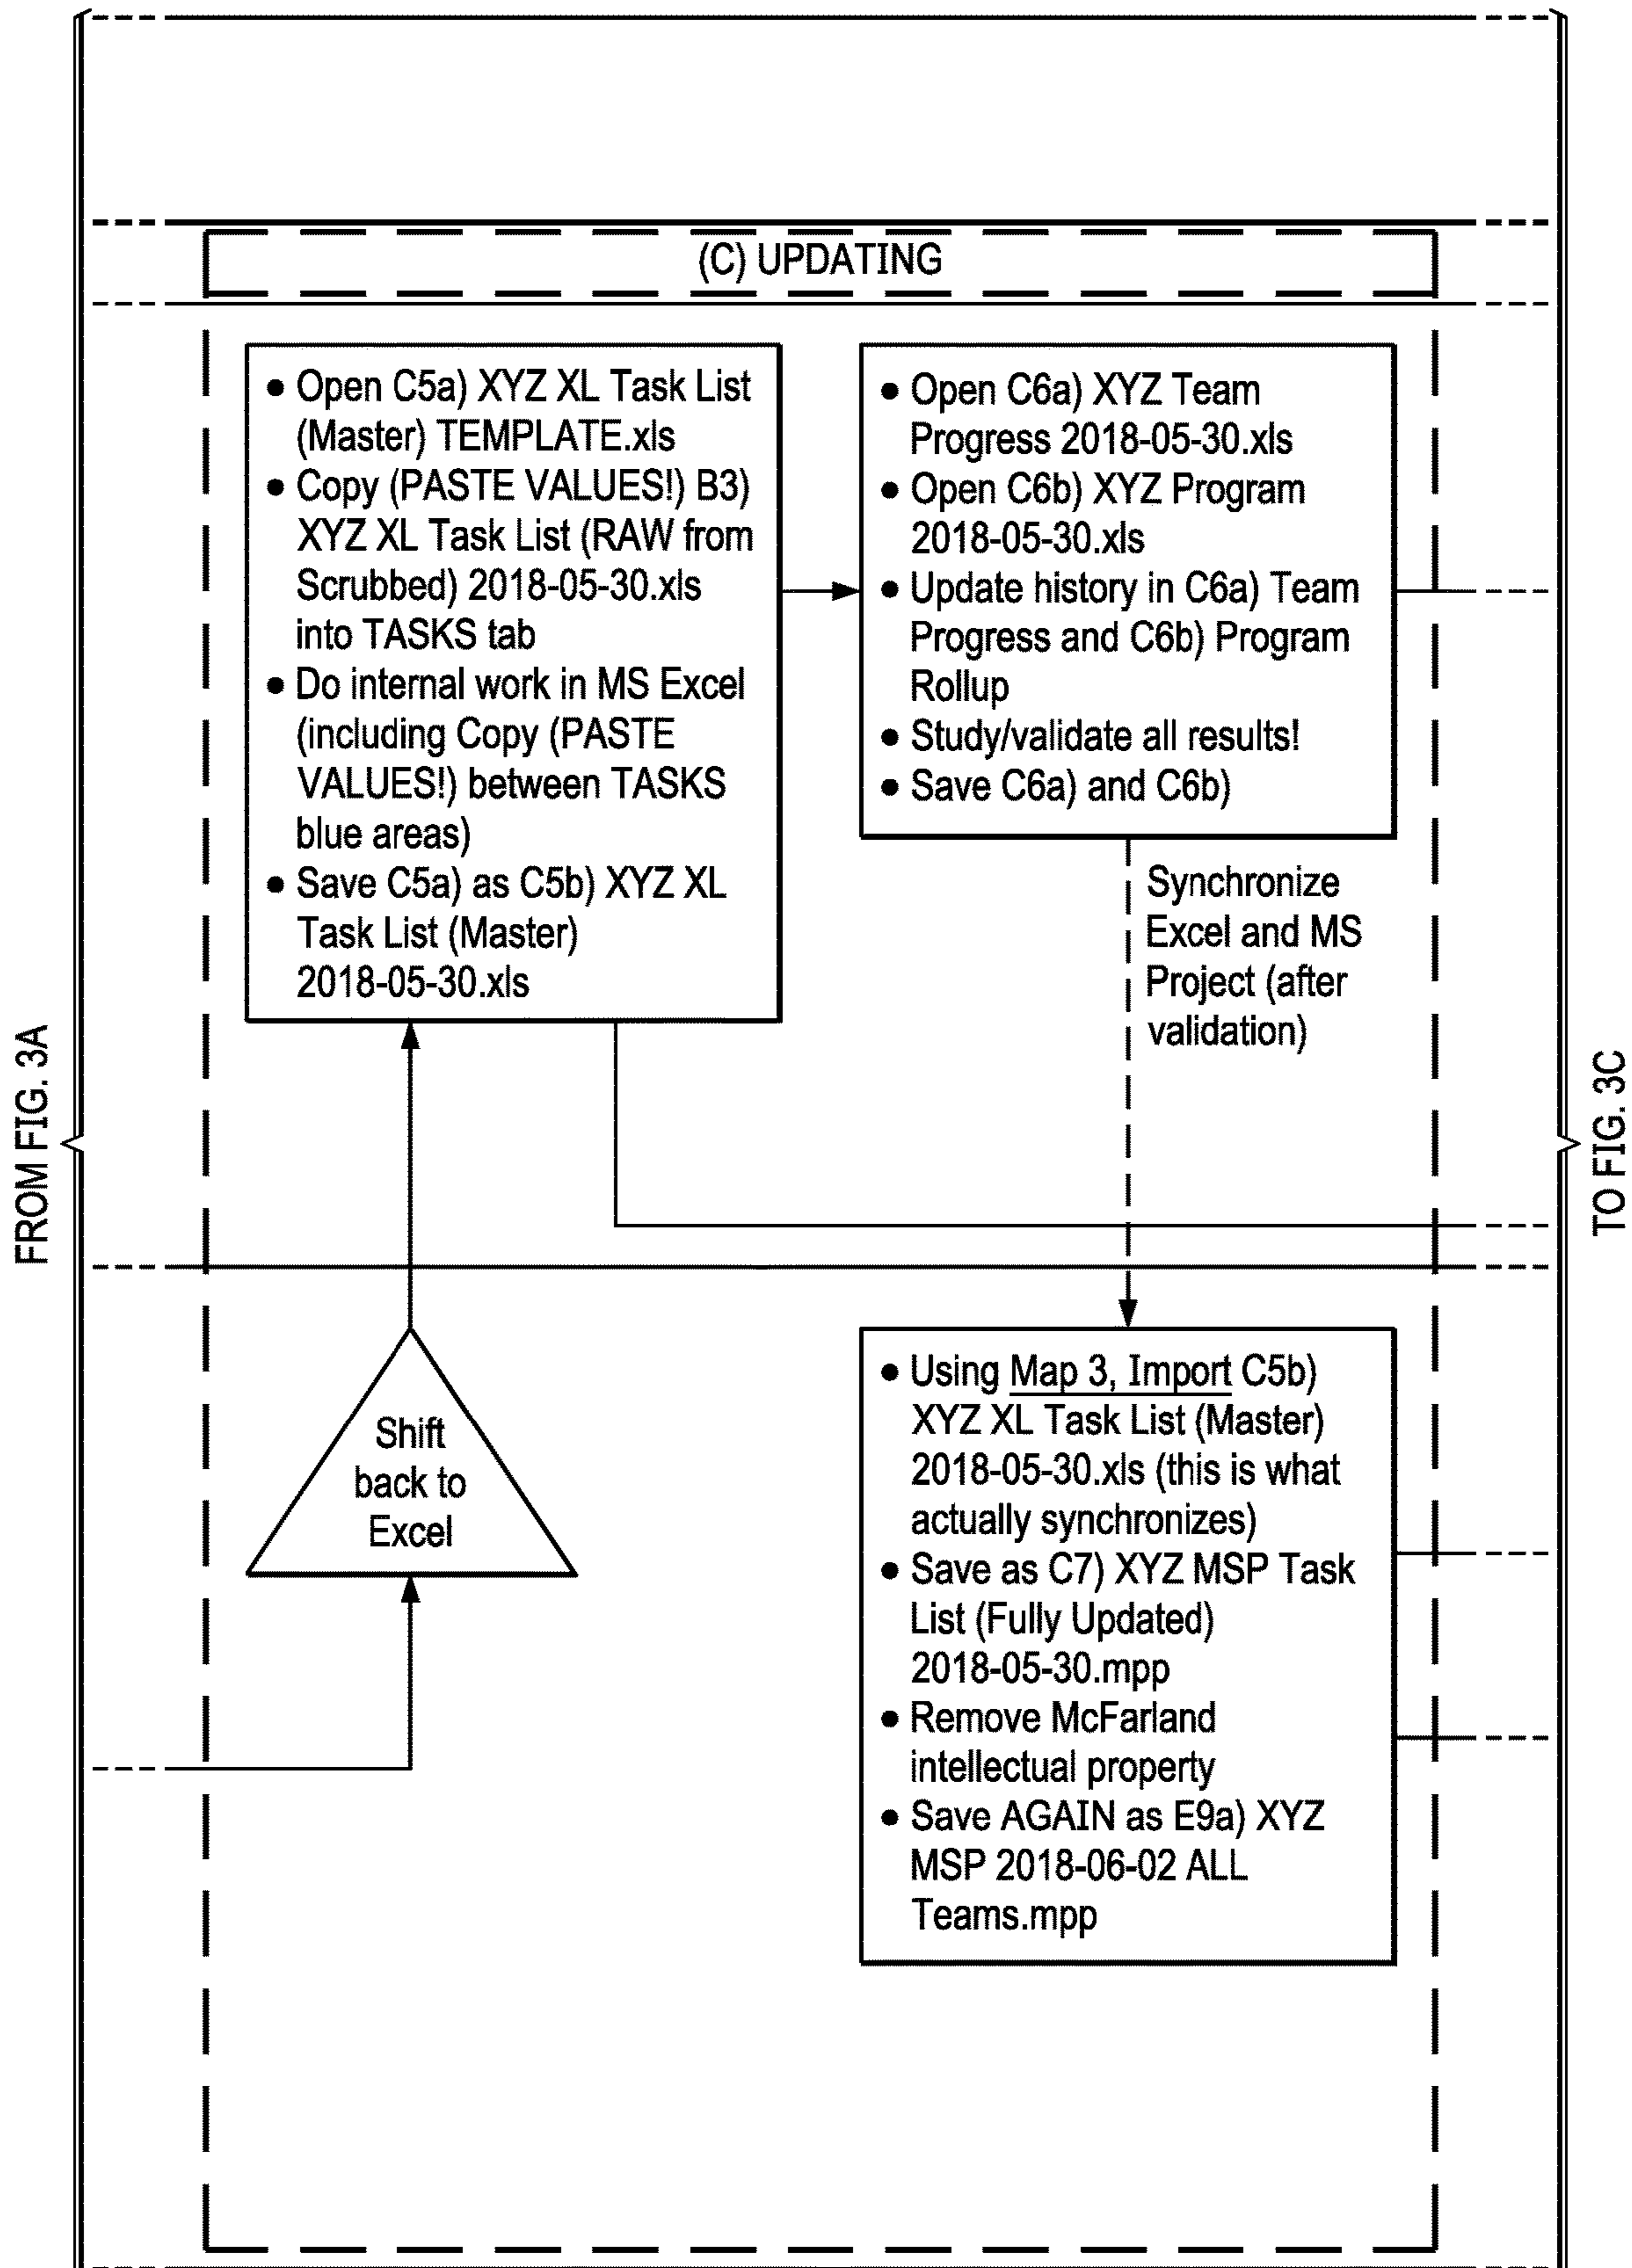 (C) UPDATING
● Open C5a) XYZ XL Task List
(Master) TEMPLATE.xls
● Copy (PASTE VALUES!) B3)
XYZ XL Task List (RAW from
Scrubbed) 2018-05-30.xls
into TASKS tab
● Do internal work in MS Excel
(including Copy (PASTE
VALUES!) between TASKS
blue areas)
● Save C5a) as C5b) XYZ XL
Task List (Master)
2018-05-30.xls
● Open C6a) XYZ Team
Progress 2018-05-30.xls
● Open C6b) XYZ Program
2018-05-30.xls
● Update history in C6a) Team
Progress and C6b) Program
Rollup
● Study/validate all results!
● Save C6a) and C6b)
Synchronize
Excel and MS
Project (after
validation)
FROM FIG. 3A
TO FIG. 3C
Shift
back to
Excel
● Using Map 3, Import C5b)
XYZ XL Task List (Master)
2018-05-30.xls (this is what
actually synchronizes)
● Save as C7) XYZ MSP Task
List (Fully Updated)
2018-05-30.mpp
● Remove McFarland
intellectual property
● Save AGAIN as E9a) XYZ
MSP 2018-06-02 ALL
Teams.mpp